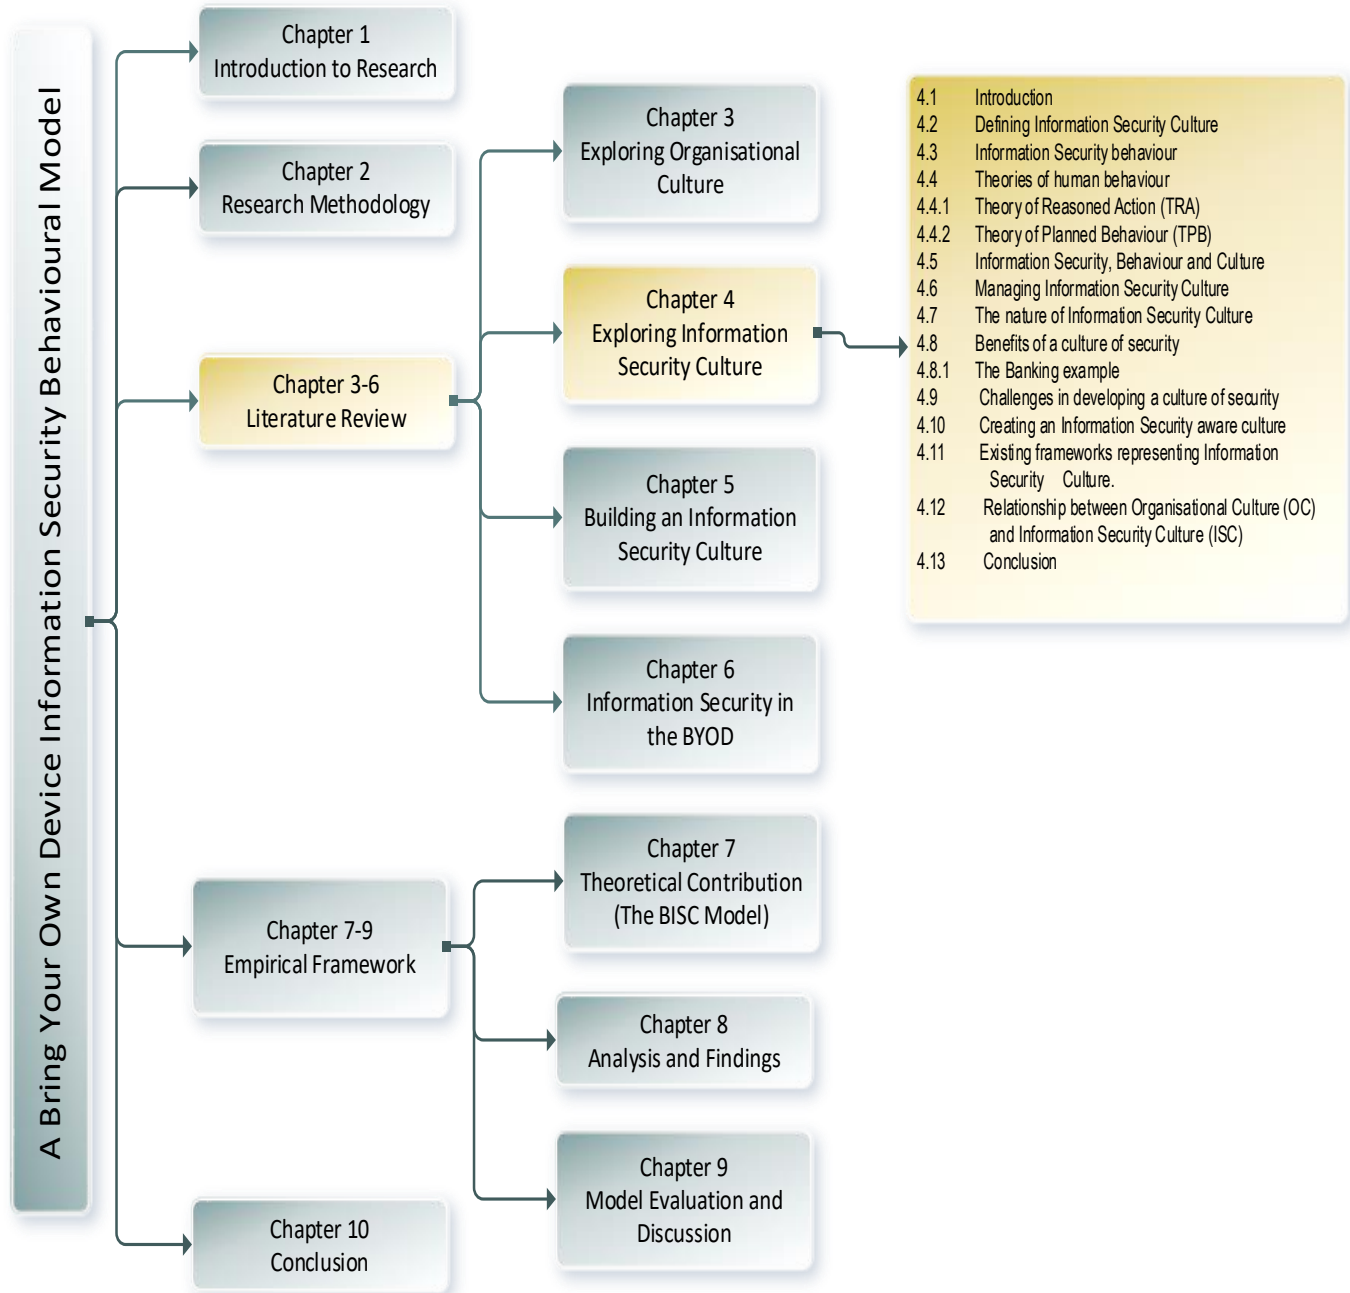 A Bring Your Own Device Information Security Behavioural Model
Chapter 1
Introduction to Research
Chapter 2
Research Methodology
Chapter 3-6
Literature Review
Chapter 3
Exploring Organisational
Culture
Chapter 4
Exploring Information
Security Culture
4.1 Introduction
4.2 Defining Information Security Culture
4.3 Information Security behaviour
4.4 Theories of human behaviour
4.4.1 Theory of Reasoned Action (TRA)
4.4.2 Theory of Planned Behaviour (TPB)
4.5 Information Security, Behaviour and Culture
4.6 Managing Information Security Culture
4.7 The nature of Information Security Culture
4.8 Benefits of a culture of security
4.8.1 The Banking example
4.9 Challenges in developing a culture of security
4.10 Creating an Information Security aware culture
4.11 Existing frameworks representing Information
Security Culture.
4.12 Relationship between Organisational Culture (OC)
and Information Security Culture (ISC)
4.13 Conclusion
Chapter 5
Building an Information
Security Culture
Chapter 6
Information Security in
the BYOD
Chapter 7-9
Empirical Framework
Chapter 7
Theoretical Contribution
(The BISC Model)
Chapter 8
Analysis and Findings
Chapter 9
Model Evaluation and
Discussion
Chapter 10
Conclusion